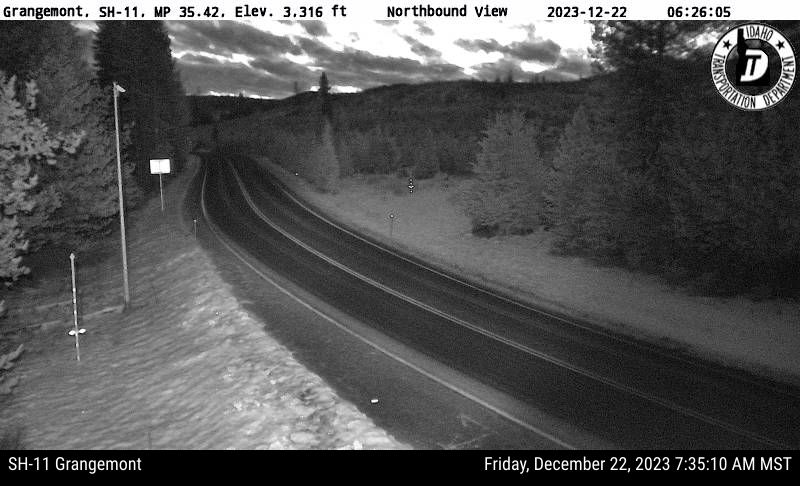 Grangemont, SH-11, MP 35.42, Elev. 3,316 ft Northbound View 2023-12-22 06:26:05
IDAHO
TRANSPORTATION DEPARTMENT
SH-11 Grangemont Friday, December 22, 2023 7:35:10 AM MST